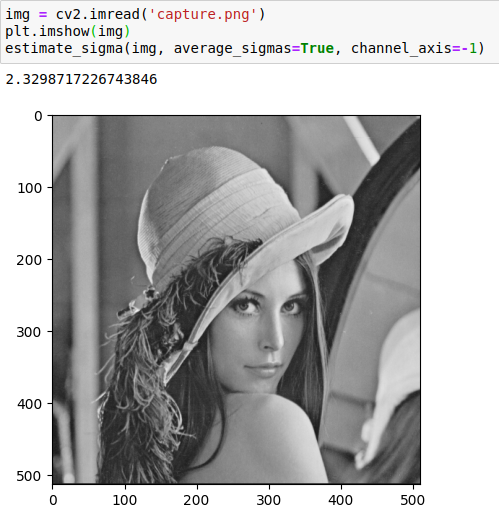 img = cv2.imread('capture.png')
plt.imshow(img)
estimate_sigma(img, average_sigmas=True, channel_axis=-1)
2.3298717226743846
0
100
200
300
400
500
0 100 200 300 400 500